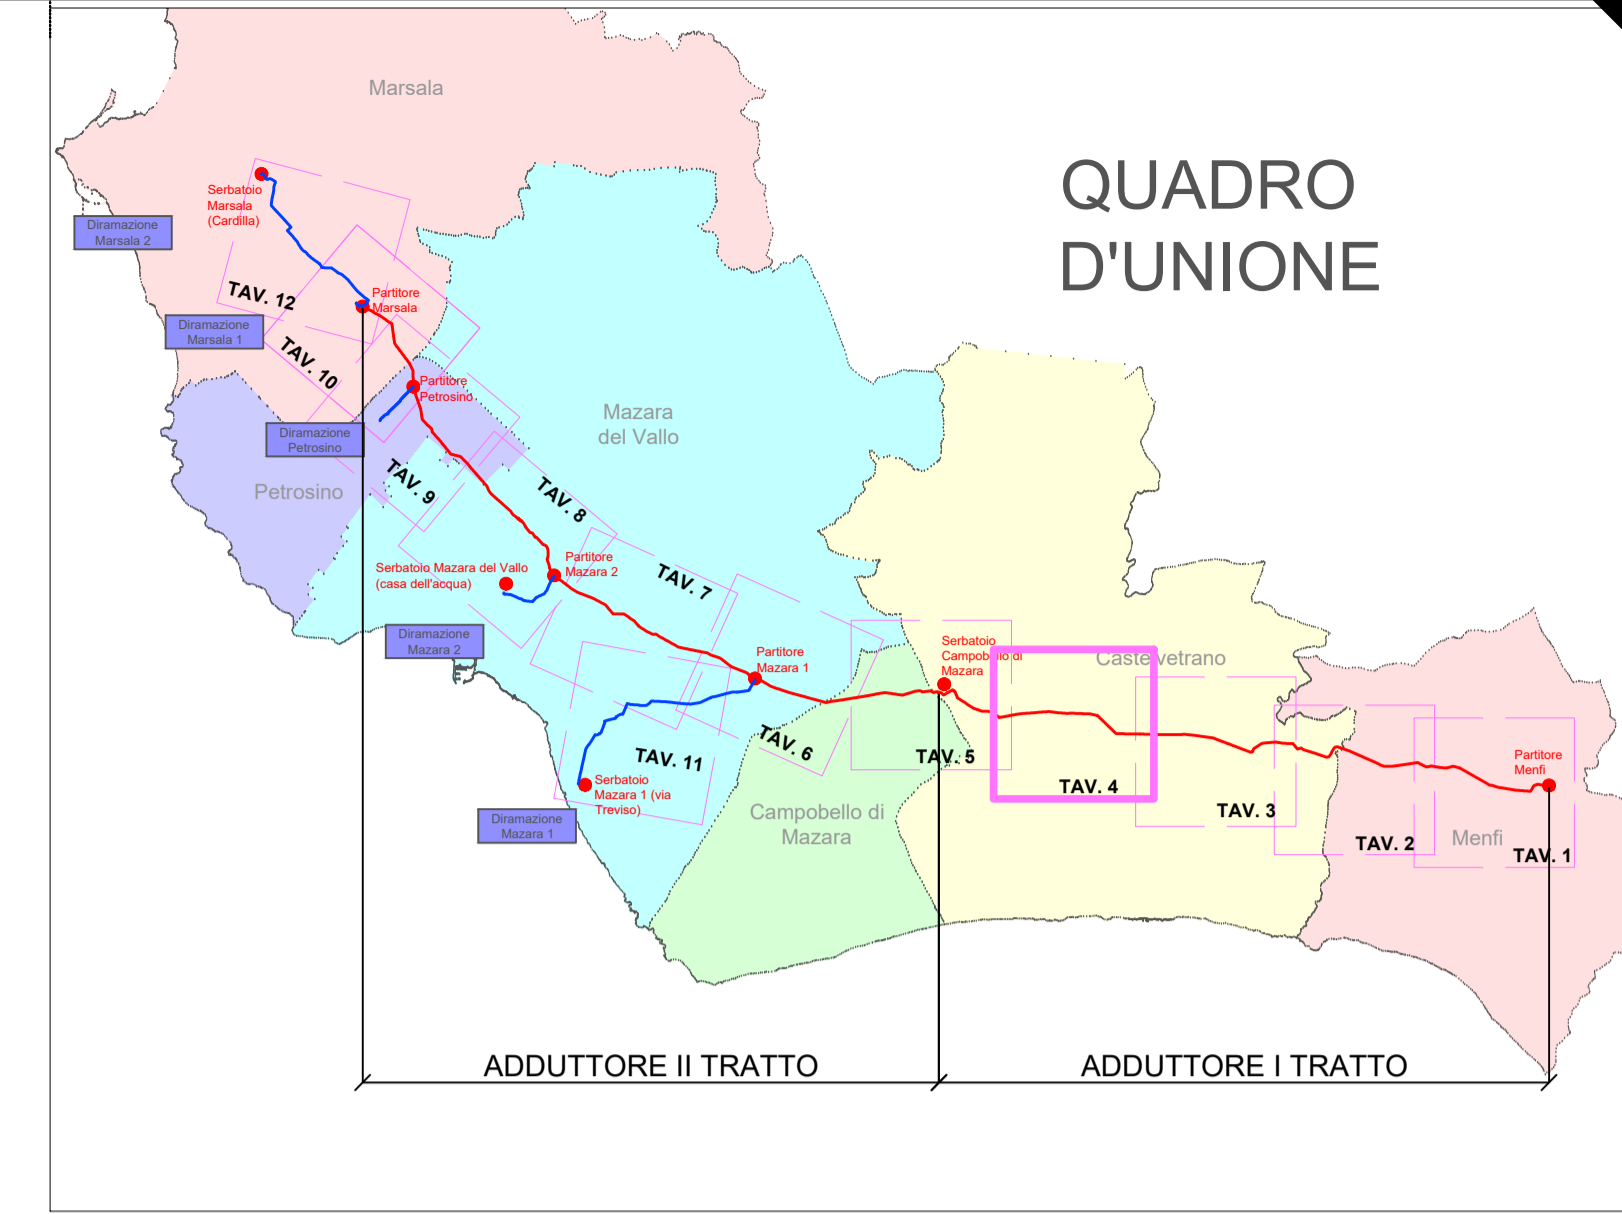 QUADRO
D'UNIONE
Marsala
Serbatoio
Marsala
(Cardilla)
Diramazione
Marsala 2
TAV. 12
Partitore
Marsala
Diramazione
Marsala 1
TAV. 10
Partitore
Petrosino
Diramazione
Petrosino
Mazara
del Vallo
Petrosino
TAV. 9
TAV. 8
Serbatoio Mazara del Vallo
(casa dell'acqua)
Partitore
Mazara 2
TAV. 7
Diramazione
Mazara 2
Partitore
Mazara 1
Serbatoio
Campobello di
Mazara
Castelvetrano
TAV. 11
TAV. 6
TAV. 5
TAV. 4
Serbatoio
Mazara 1 (via
Treviso)
Diramazione
Mazara 1
Campobello di
Mazara
TAV. 3
TAV. 2
Menfi
Partitore
Menfi
TAV. 1
ADDUTTORE II TRATTO
ADDUTTORE I TRATTO